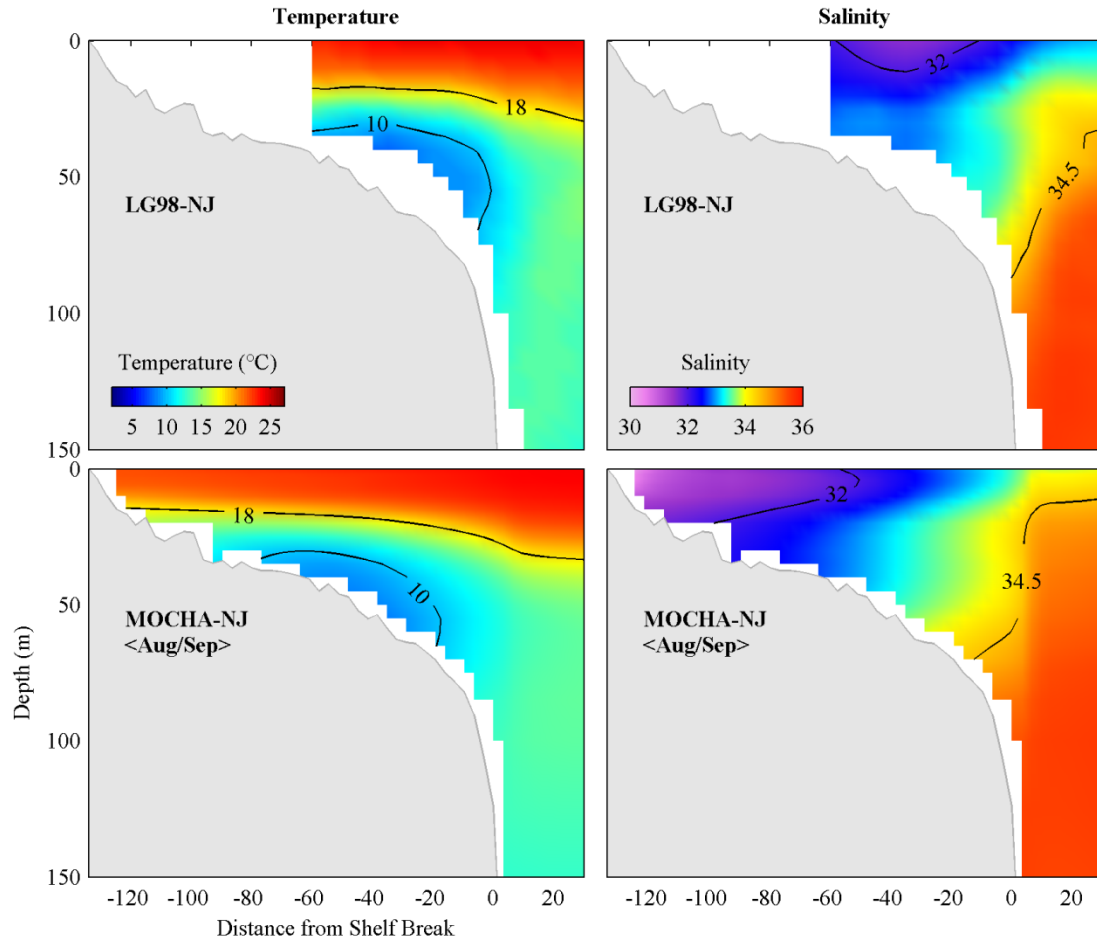 Temperature
Salinity
0
50
100
150
18
10
LG98-NJ
Temperature (°C)
5 10 15 20 25
32
34.5
LG98-NJ
Salinity
30 32 34 36
0
50
100
150
Depth (m)
18
10
MOCHA-NJ
<Aug/Sep>
-120 -100 -80 -60 -40 -20 0 20
Distance from Shelf Break
32
34.5
MOCHA-NJ
<Aug/Sep>
-120 -100 -80 -60 -40 -20 0 20